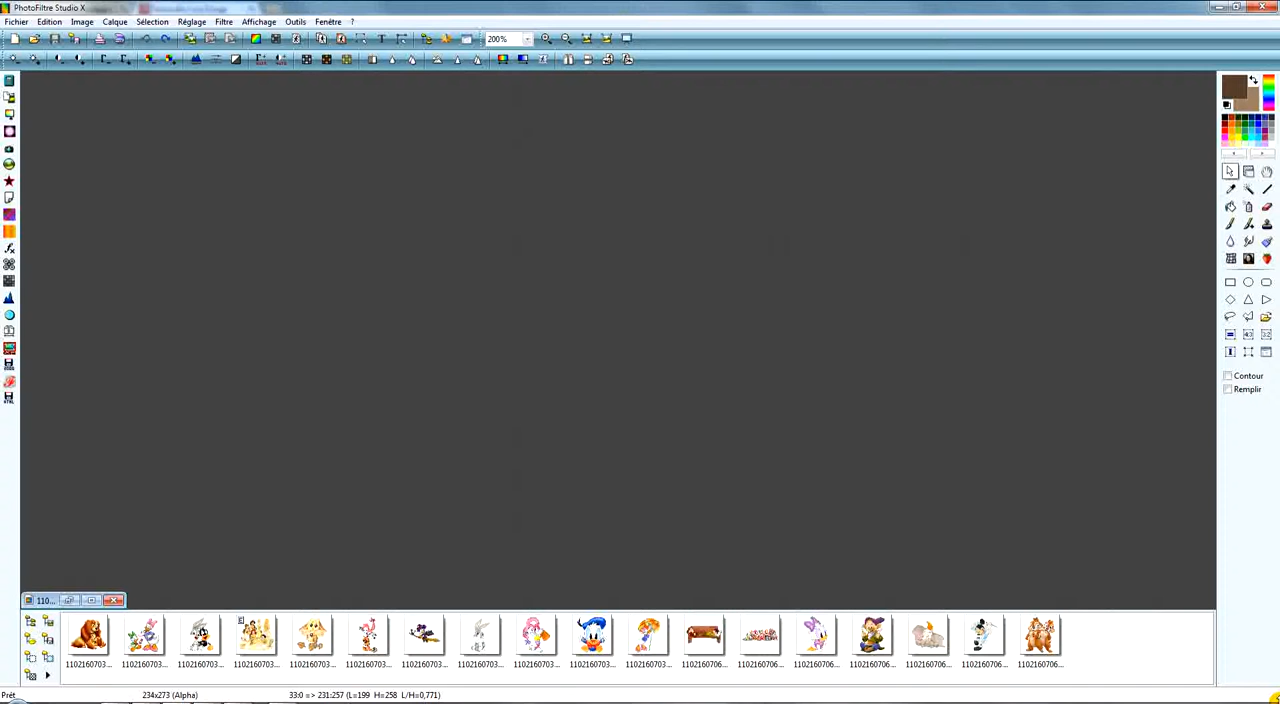 PhotoFiltre Studio X
Fichier Edition Image Calque Sélection Réglage Filtre Affichage Outils Fenêtre ?
200%
Contour
Remplir
110...
1102160703... 1102160703... 1102160703... 1102160703... 1102160703... 1102160703... 1102160703... 1102160703... 1102160703... 1102160706... 1102160706... 1102160706... 1102160706... 1102160706... 1102160706... 1102160706... 1102160706... 1102160706...
Prêt 234x273 (Alpha) 33:0 => 231:257 (L=199 H=258 L/H=0,771)